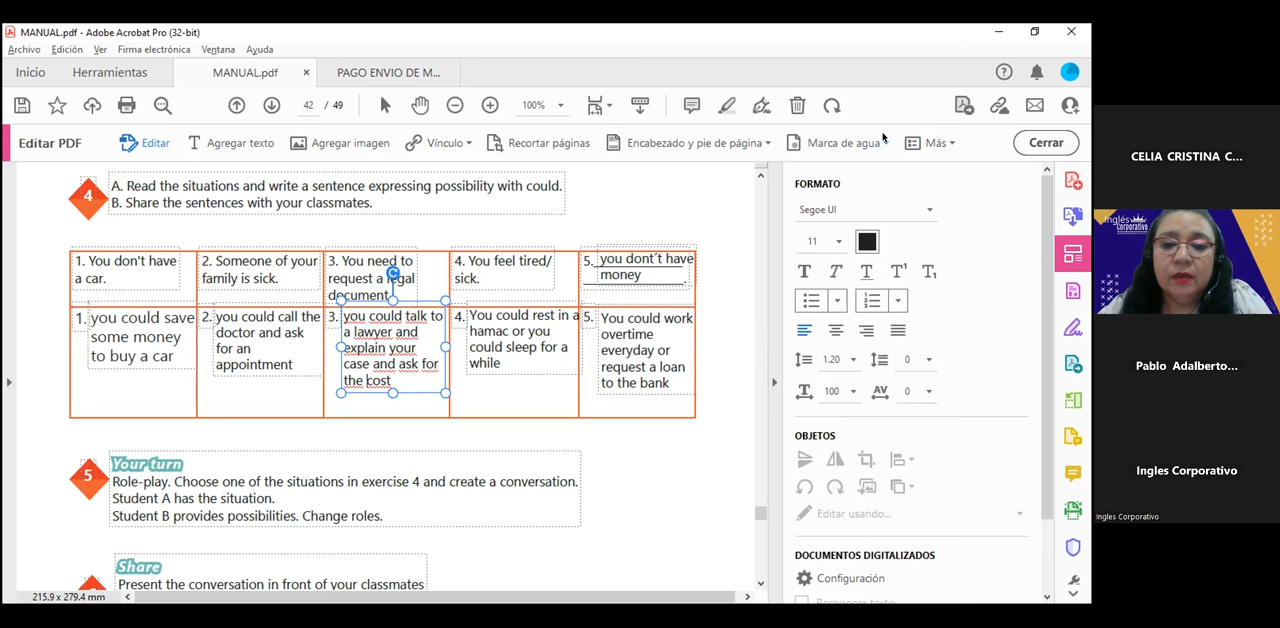 MANUAL.pdf - Adobe Acrobat Pro (32-bit)
Archivo Edición Ver Firma electrónica Ventana Ayuda
Inicio Herramientas MANUAL.pdf × PAGO ENVIO DE M...
42 / 49 100%
Editar PDF Editar Agregar texto Agregar imagen Vínculo Recortar páginas Encabezado y pie de página Marca de agua Más Cerrar
4
A. Read the situations and write a sentence expressing possibility with could.
B. Share the sentences with your classmates.
1. You don't have
a car.
2. Someone of your
family is sick.
3. You need to
request a legal
document
4. You feel tired/
sick.
5. you dont´t have
money
.
1. you could save
some money
to buy a car
2. you could call the
doctor and ask
for an
appointment
3. you could talk to
a lawyer and
explain your
case and ask for
the cost
4. You could rest in a
hamac or you
could sleep for a
while
5. You could work
overtime
everyday or
request a loan
to the bank
5
Your turn
Role-play. Choose one of the situations in exercise 4 and create a conversation.
Student A has the situation.
Student B provides possibilities. Change roles.
Share
Present the conversation in front of your classmates
215.9 x 279.4 mm
FORMATO
Segoe UI
11
T T T T¹ T₁
1.20 0
100 AV 0
OBJETOS
Editar usando...
DOCUMENTOS DIGITALIZADOS
Configuración
Reconocer texto
CELIA CRISTINA C...
Inglés
Corporativo
Pablo Adalberto...
Ingles Corporativo
Ingles Corporativo